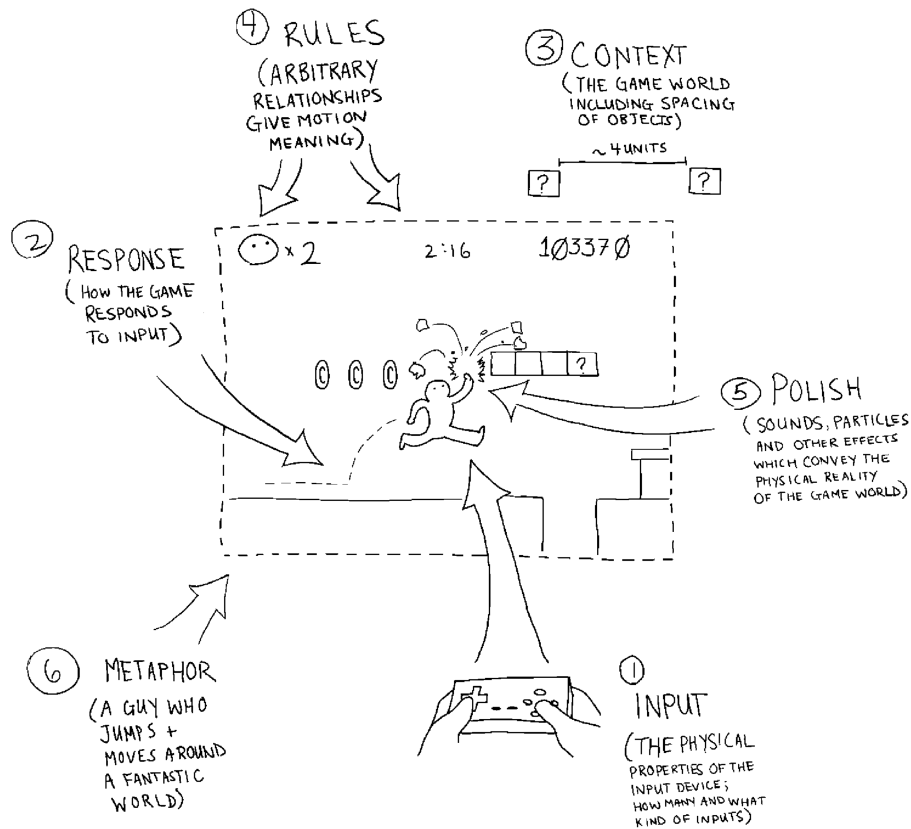 ④ RULES
(ARBITRARY
RELATIONSHIPS
GIVE MOTION
MEANING)
③ CONTEXT
(THE GAME WORLD
INCLUDING SPACING
OF OBJECTS)
~4 UNITS
? ?
② RESPONSE
(HOW THE GAME
RESPONDS
TO INPUT)
x 2 2:16 103370
C C C ?
⑤ POLISH
(SOUNDS, PARTICLES
AND OTHER EFFECTS
WHICH CONVEY THE
PHYSICAL REALITY
OF THE GAME WORLD)
⑥ METAPHOR
(A GUY WHO
JUMPS +
MOVES AROUND
A FANTASTIC
WORLD)
① INPUT
(THE PHYSICAL
PROPERTIES OF THE
INPUT DEVICE;
HOW MANY AND WHAT
KIND OF INPUTS)